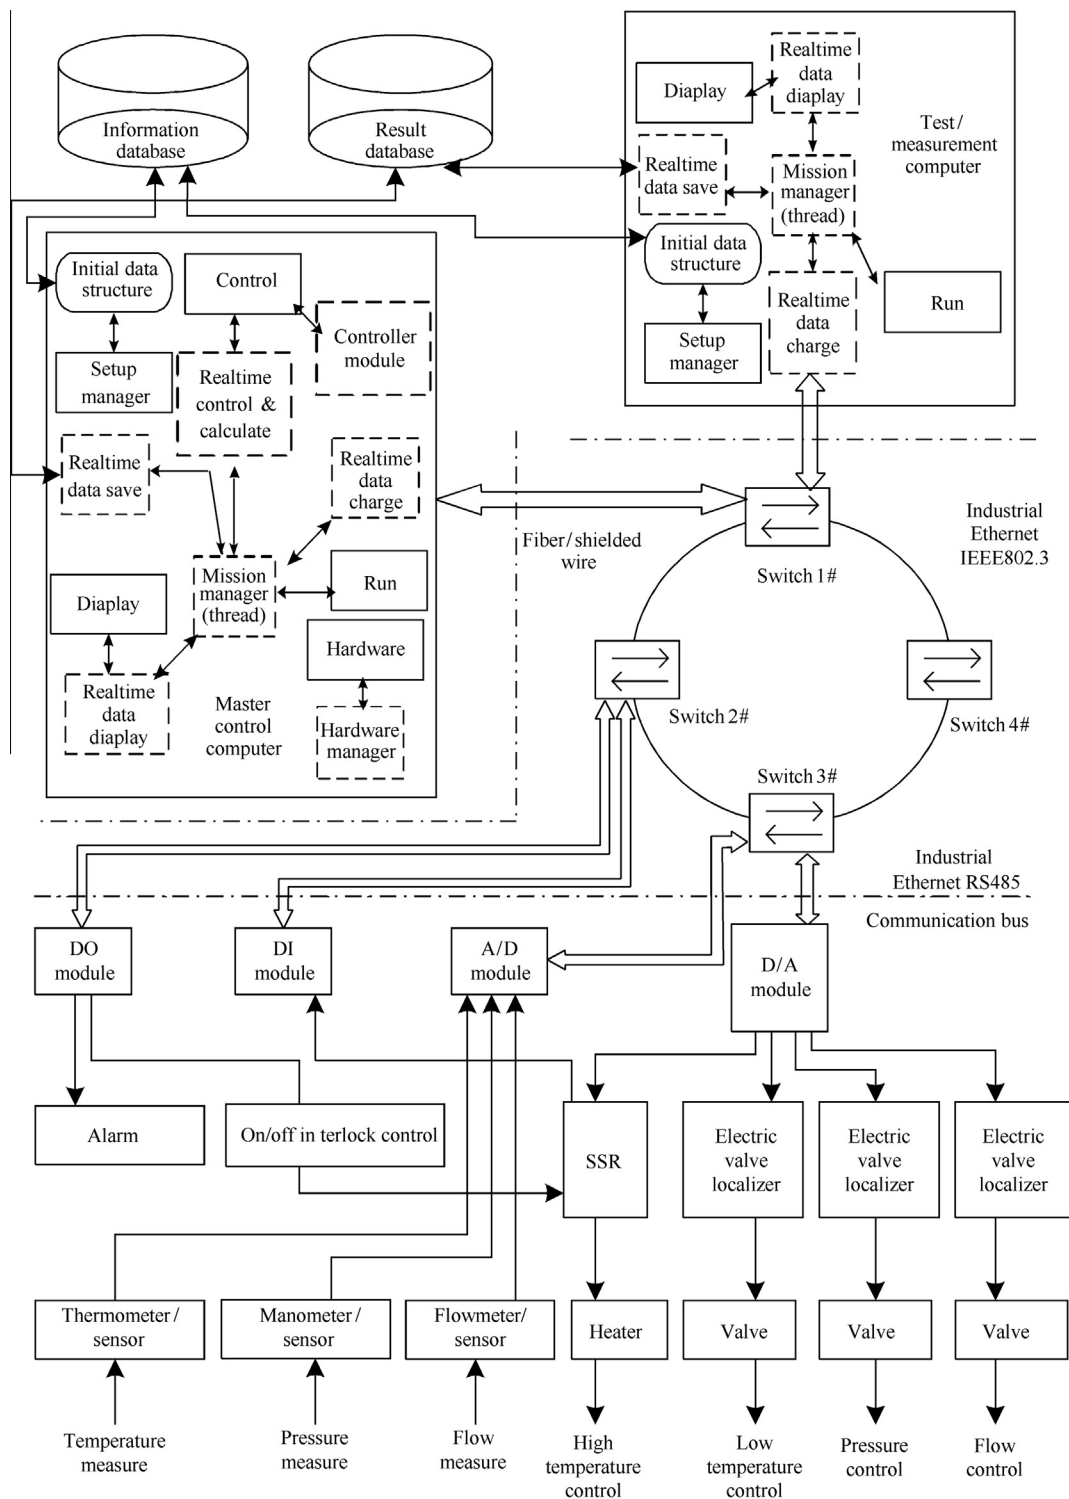 Information
database
Result
database
Diaplay
Realtime
data
diaplay
Test/
measurement
computer
Realtime
data save
Mission
manager
(thread)
Initial data
structure
Realtime
data
charge
Run
Setup
manager
Initial data
structure
Control
Controller
module
Setup
manager
Realtime
control &
calculate
Realtime
data save
Realtime
data
charge
Mission
manager
(thread)
Run
Diaplay
Hardware
Realtime
data
diaplay
Master
control
computer
Hardware
manager
Fiber/shielded
wire
Industrial
Ethernet
IEEE802.3
Switch 1#
Switch 2#
Switch 4#
Switch 3#
Industrial
Ethernet RS485
Communication bus
DO
module
DI
module
A/D
module
D/A
module
Alarm
On/off in terlock control
SSR
Electric
valve
localizer
Electric
valve
localizer
Electric
valve
localizer
Thermometer/
sensor
Manometer/
sensor
Flowmeter/
sensor
Heater
Valve
Valve
Valve
Temperature
measure
Pressure
measure
Flow
measure
High
temperature
control
Low
temperature
control
Pressure
control
Flow
control